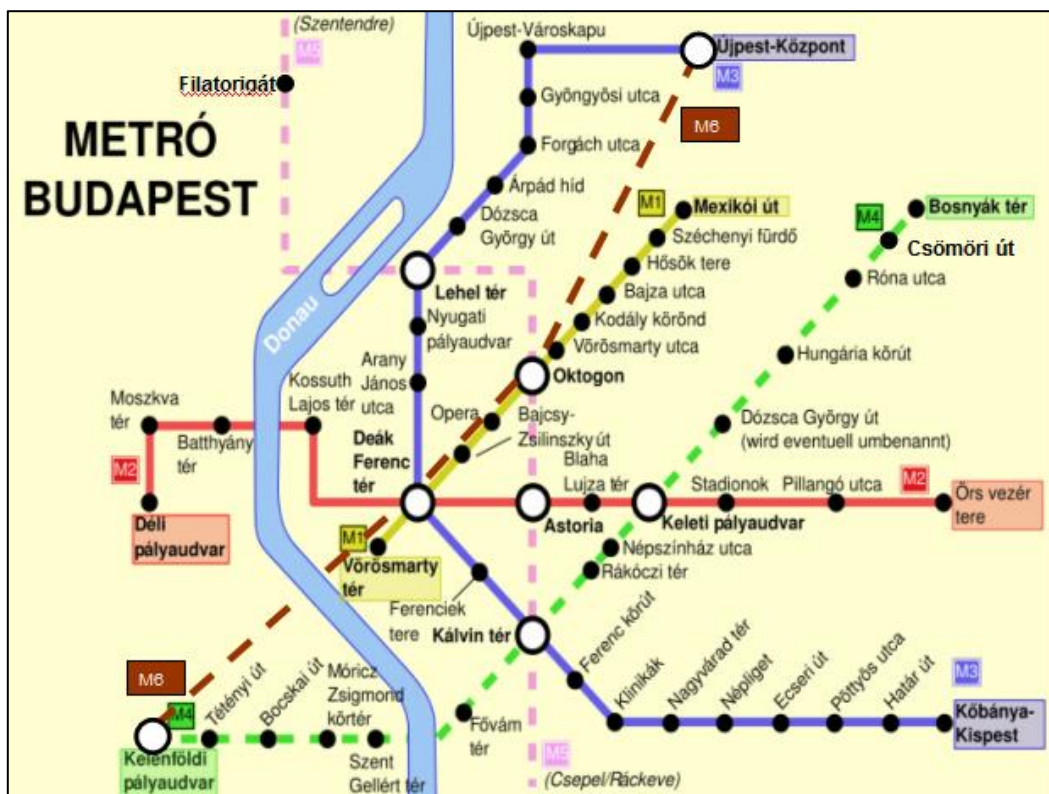 (Szentendre)
M5
Filatorigát
METRÓ
BUDAPEST
Újpest-Városkapu
Újpest-Központ
M3
Gyöngyösi utca
M6
Forgách utca
Árpád híd
Dózsca
György út
M1
Mexikói út
Széchenyi fürdő
Hősök tere
Bajza utca
Kodály körönd
Vörösmarty utca
M4
Bosnyák tér
Csömöri út
Róna utca
Hungária körút
Donau
Lehel tér
Nyugati
pályaudvar
Arany
János
utca
Oktogon
Opera
Bajcsy-
Zsilinszky út
Dózsca György út
(wird eventuell umbenannt)
Moszkva
tér
Batthyány
tér
Kossuth
Lajos tér
Deák
Ferenc
tér
Blaha
Lujza tér
M2
Déli
pályaudvar
Astoria
Keleti pályaudvar
Stadionok
Pillangó utca
M2
Örs vezér
tere
M1
Vörösmarty
tér
Népszínház utca
Rákóczi tér
Ferenciek
tere
Kálvin tér
Ferenc körút
Klinikák
Nagyvárad tér
Népliget
Ecseri út
Pöttyös utca
Határ út
M3
Kőbánya-
Kispest
M6
M4
Kelenföldi
pályaudvar
Tétényi út
Bocskai út
Móricz
Zsigmond
körtér
Szent
Gellért tér
Fővám
tér
M5
(Csepel/Ráckeve)